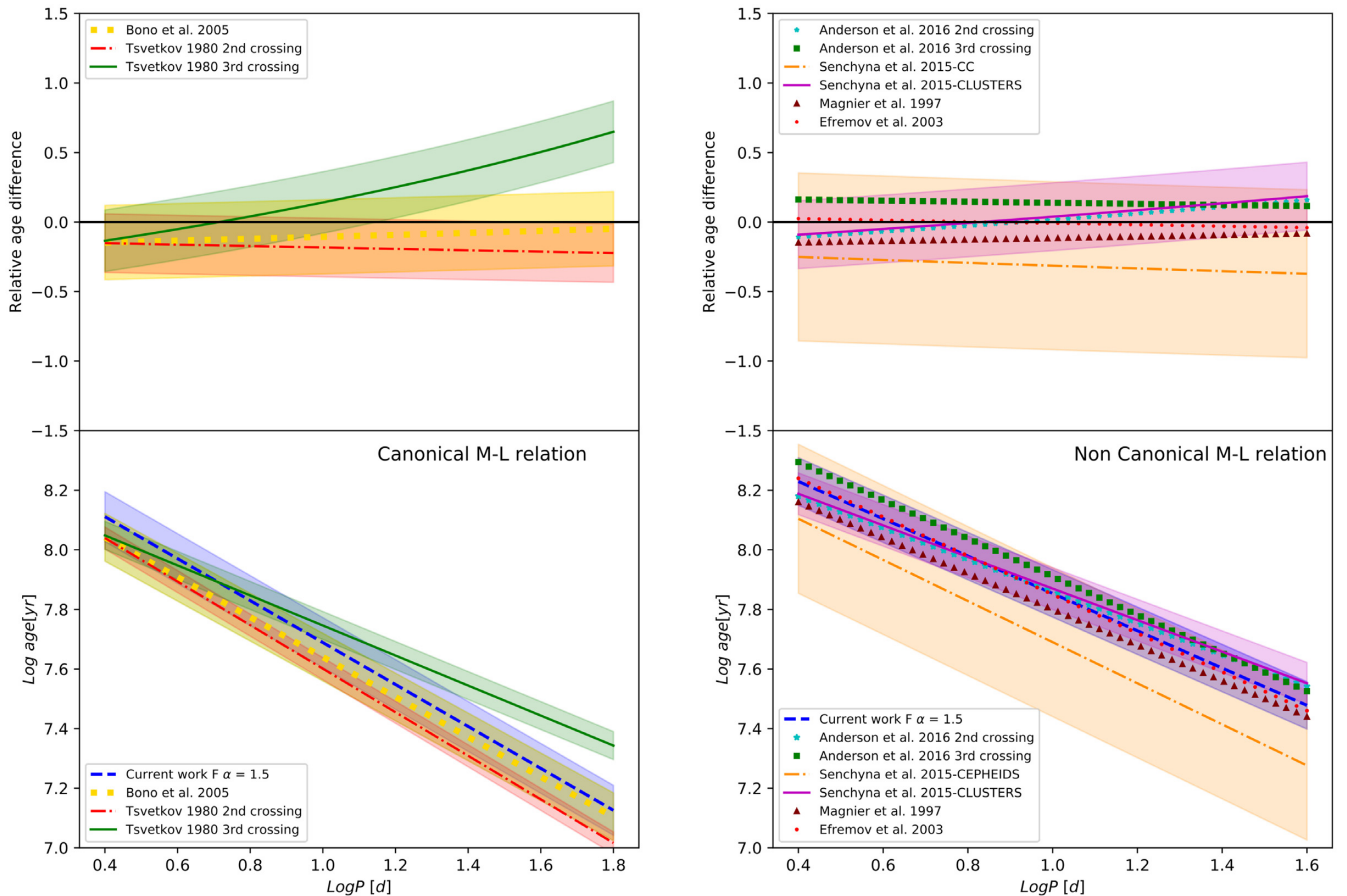 1.5
1.0
0.5
0.0
−0.5
−1.0
−1.5
Relative age difference
Bono et al. 2005
Tsvetkov 1980 2nd crossing
Tsvetkov 1980 3rd crossing
Canonical M-L relation
8.2
8.0
7.8
7.6
7.4
7.2
7.0
Log age[yr]
Current work F α = 1.5
Bono et al. 2005
Tsvetkov 1980 2nd crossing
Tsvetkov 1980 3rd crossing
0.4 0.6 0.8 1.0 1.2 1.4 1.6 1.8
LogP [d]
1.5
1.0
0.5
0.0
−0.5
−1.0
−1.5
Relative age difference
Anderson et al. 2016 2nd crossing
Anderson et al. 2016 3rd crossing
Senchyna et al. 2015-CC
Senchyna et al. 2015-CLUSTERS
Magnier et al. 1997
Efremov et al. 2003
Non Canonical M-L relation
8.2
8.0
7.8
7.6
7.4
7.2
7.0
Log age[yr]
Current work F α = 1.5
Anderson et al. 2016 2nd crossing
Anderson et al. 2016 3rd crossing
Senchyna et al. 2015-CEPHEIDS
Senchyna et al. 2015-CLUSTERS
Magnier et al. 1997
Efremov et al. 2003
0.4 0.6 0.8 1.0 1.2 1.4 1.6
LogP [d]